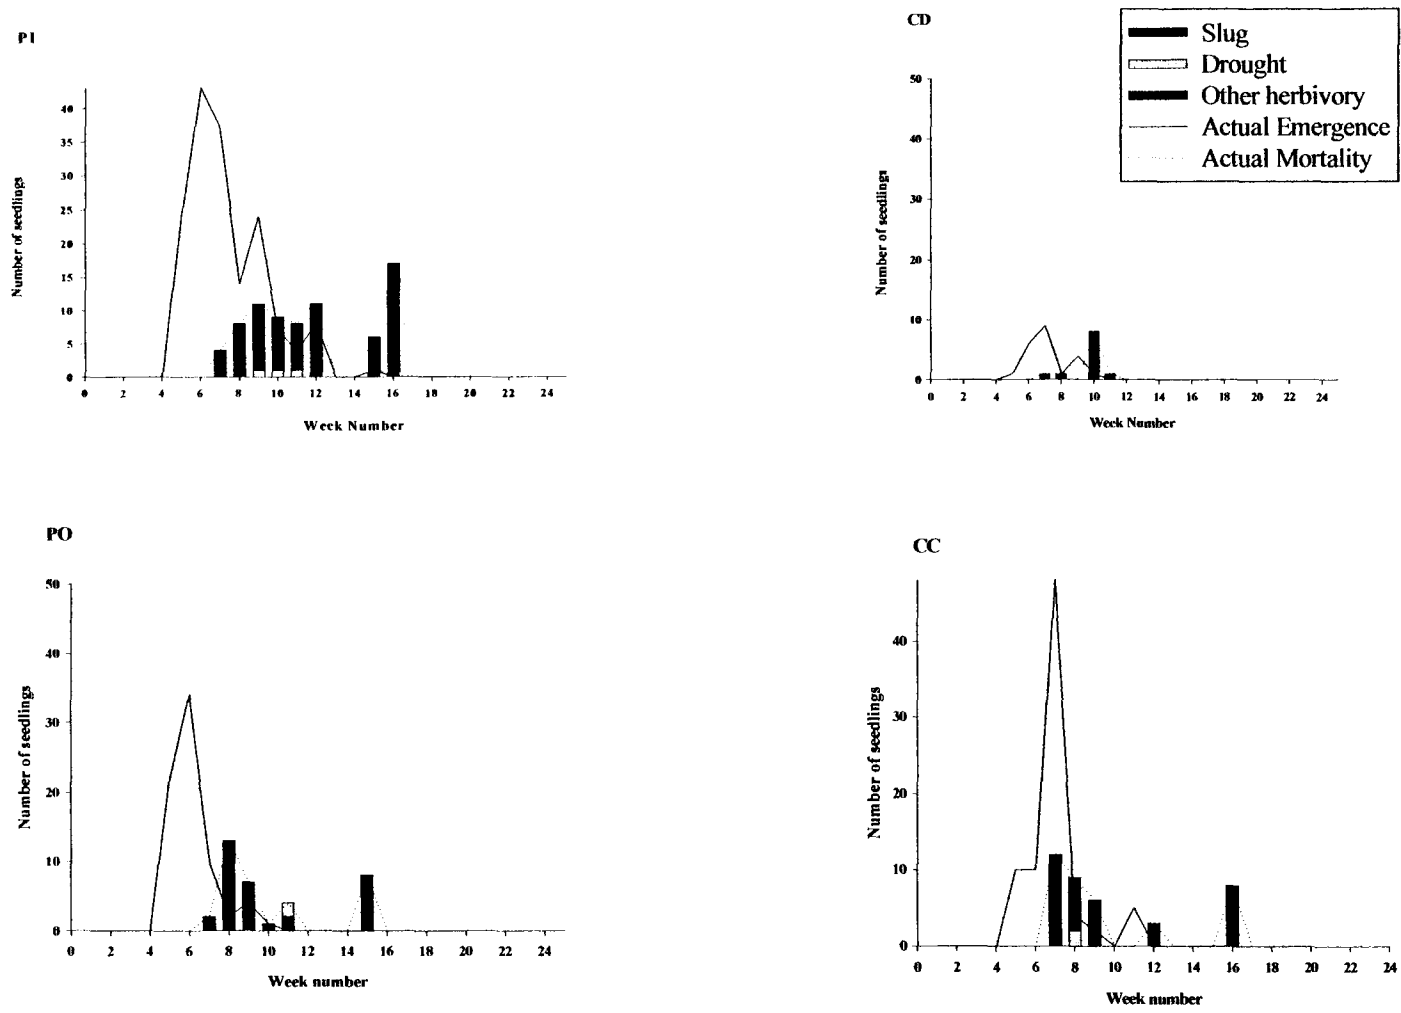 PI
40
35
30
25
20
15
10
5
0
0 2 4 6 8 10 12 14 16 18 20 22 24
Number of seedlings
Week Number
CD
50
40
30
20
10
0
0 2 4 6 8 10 12 14 16 18 20 22 24
Number of seedlings
Week Number
Slug
Drought
Other herbivory
Actual Emergence
Actual Mortality
PO
50
40
30
20
10
0
0 2 4 6 8 10 12 14 16 18 20 22 24
Number of seedlings
Week number
CC
40
30
20
10
0
0 2 4 6 8 10 12 14 16 18 20 22 24
Number of seedlings
Week number